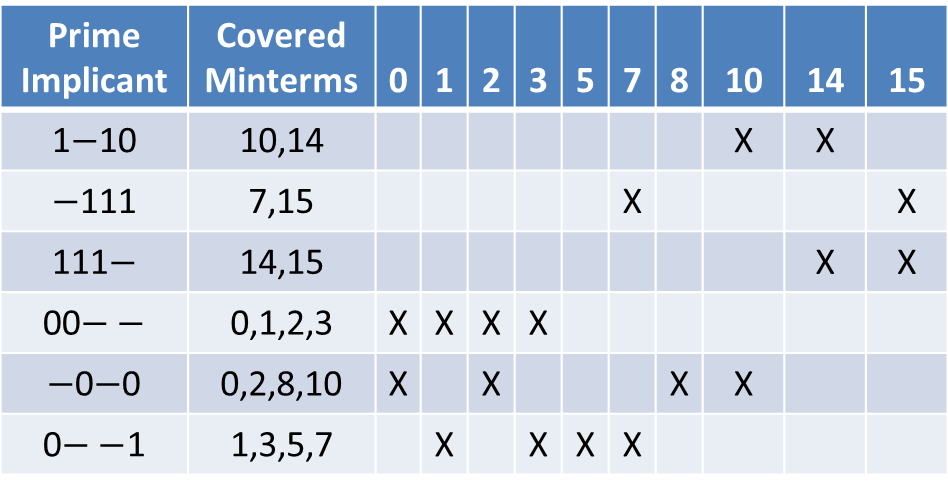 Prime Implicant Covered Minterms 0 1 2 3 5 7 8 10 14 15
1−10 10,14 X X
−111 7,15 X X
111− 14,15 X X
00− − 0,1,2,3 X X X X
−0−0 0,2,8,10 X X X X
0− −1 1,3,5,7 X X X X